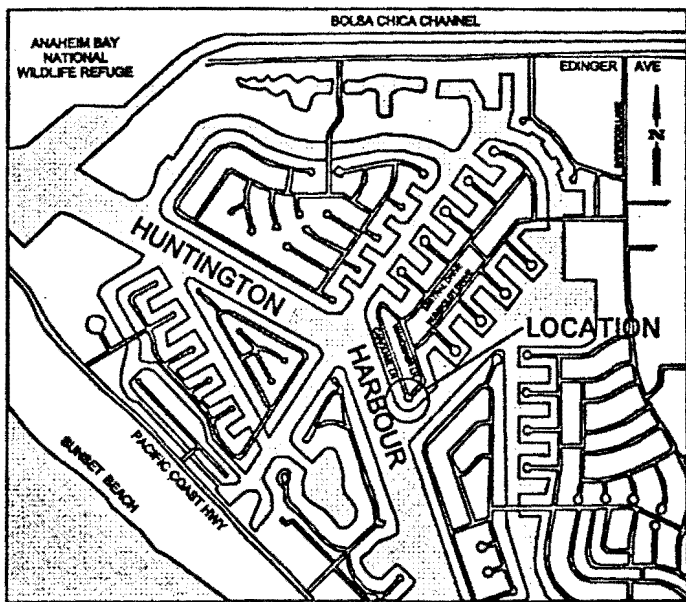 BOLSA CHICA CHANNEL
ANAHEIM BAY
NATIONAL
WILDLIFE REFUGE
EDINGER AVE
N
HUNTINGTON
HARBOUR
LOCATION
PACIFIC COAST HWY
SUNSET BEACH